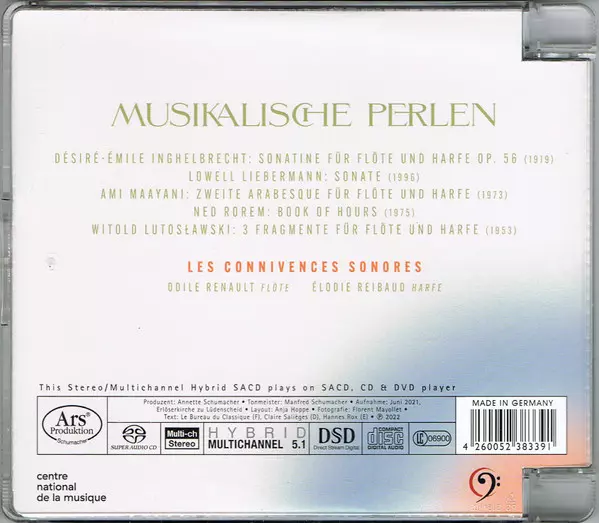 MUSIKALISCHE PERLEN
DÉSIRÉ-ÉMILE INGHELBRECHT: SONATINE FÜR FLÖTE UND HARFE OP. 56 (1919)
LOWELL LIEBERMANN: SONATE (1996)
AMI MAAYANI: ZWEITE ARABESQUE FÜR FLÖTE UND HARFE (1973)
NED ROREM: BOOK OF HOURS (1975)
WITOLD LUTOSŁAWSKI: 3 FRAGMENTE FÜR FLÖTE UND HARFE (1953)
LES CONNIVENCES SONORES
ODILE RENAULT FLÖTE ÉLODIE REIBAUD HARFE
This Stereo/Multichannel Hybrid SACD plays on SACD, CD & DVD player
Produzent: Annette Schumacher • Tonmeister: Manfred Schumacher • Aufnahme: Juni 2021,
Erlöserkirche zu Lüdenscheid • Layout: Anja Hoppe • Fotografie: Florent Mayollet •
Text: Le Bureau du Classique (F), Claire Salièges (D), Hannes Rox (E) • ℗ 2022
Ars
Produktion
Schumacher
SUPER AUDIO CD
Multi-ch
Stereo
HYBRID
MULTICHANNEL 5.1
DSD
Direct Stream Digital
COMPACT
disc
DIGITAL AUDIO
LC 06900
MADE IN GERMANY
4 260052 383391
centre
national
de la musique